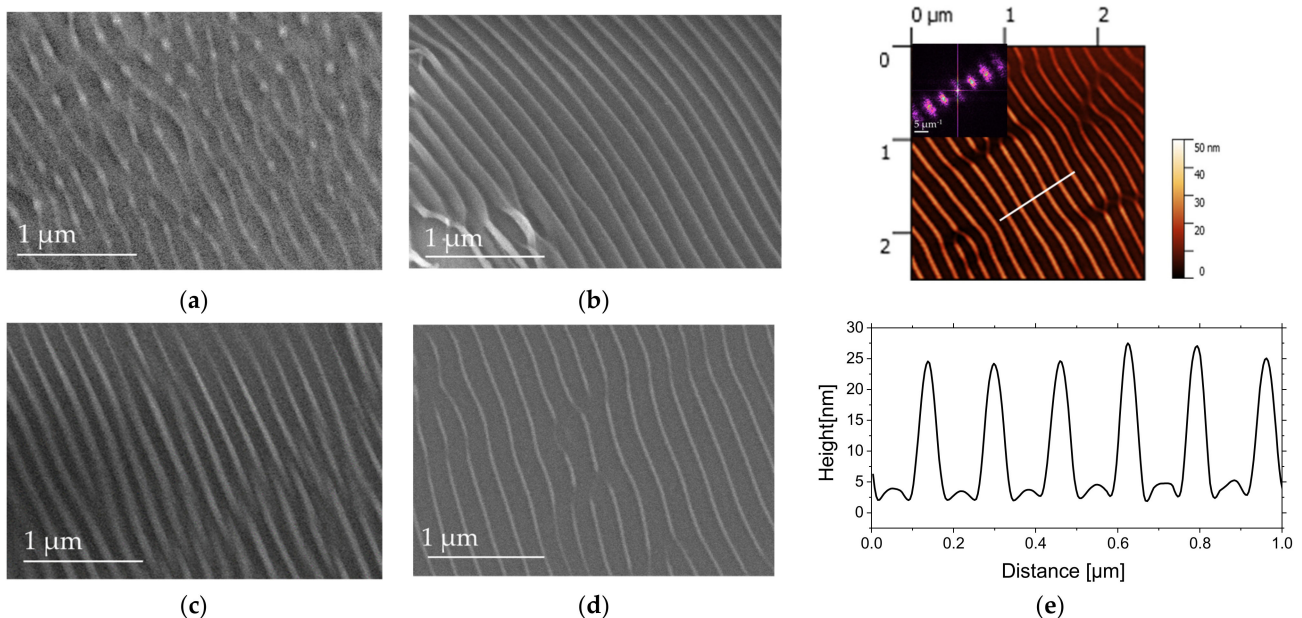 1 µm
(a)
1 µm
(b)
0 µm 1 2
0
1
2
5 µm⁻¹
50 nm
40
30
20
10
0
1 µm
(c)
1 µm
(d)
30
25
20
15
10
5
0
Height[nm]
0.0 0.2 0.4 0.6 0.8 1.0
Distance [µm]
(e)